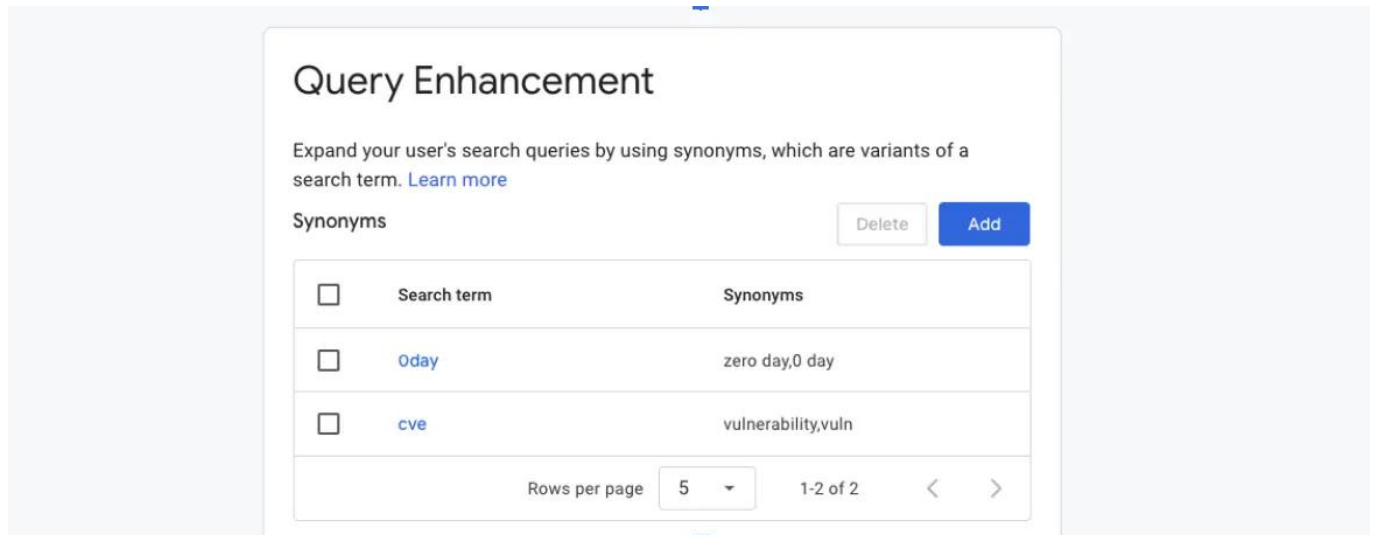 Query Enhancement
Expand your user's search queries by using synonyms, which are variants of a
search term. Learn more
Synonyms
Delete
Add
Search term
Synonyms
0day
zero day,0 day
cve
vulnerability,vuln
Rows per page
5
1-2 of 2